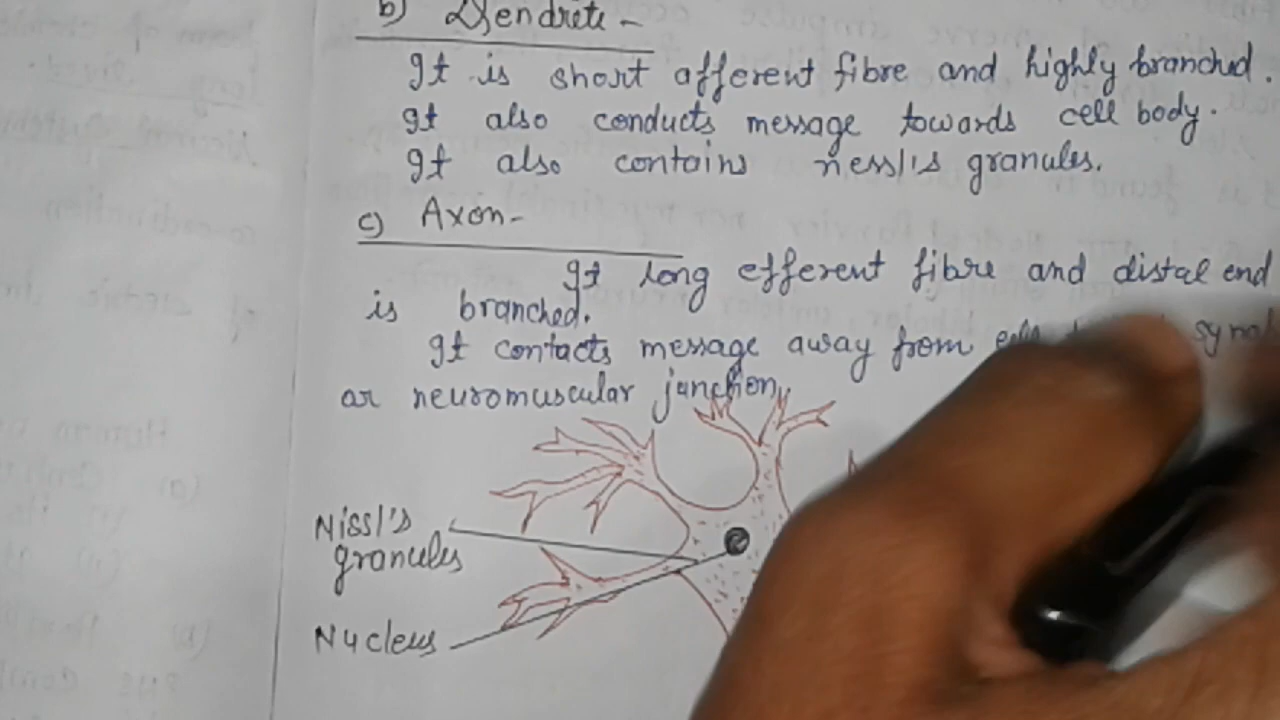 b) Dendrete -
It is short afferent fibre and highly branched.
It also conducts message towards cell body.
It also contains nessl's granules.
c) Axon -
It long efferent fibre and distal end
is branched.
It contacts message away from
or neuromuscular junction,
Nissl's
granules
Nucleus